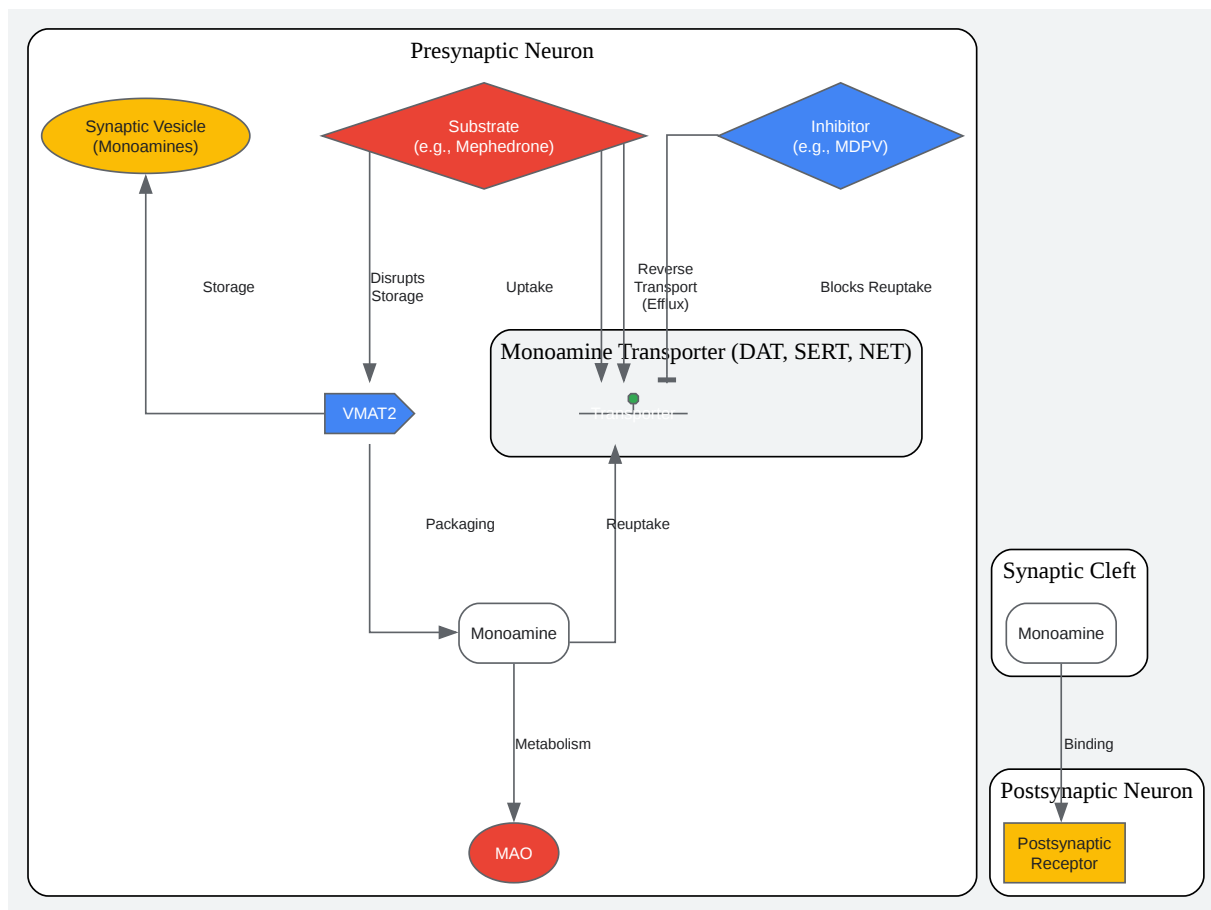 Presynaptic Neuron
Synaptic Vesicle
(Monoamines)
Substrate
(e.g., Mephedrone)
Inhibitor
(e.g., MDPV)
Storage
Disrupts
Storage
Uptake
Reverse
Transport
(Efflux)
Blocks Reuptake
Monoamine Transporter (DAT, SERT, NET)
VMAT2
Transporter
Packaging
Reuptake
Synaptic Cleft
Monoamine
Monoamine
Metabolism
Binding
Postsynaptic Neuron
MAO
Postsynaptic
Receptor